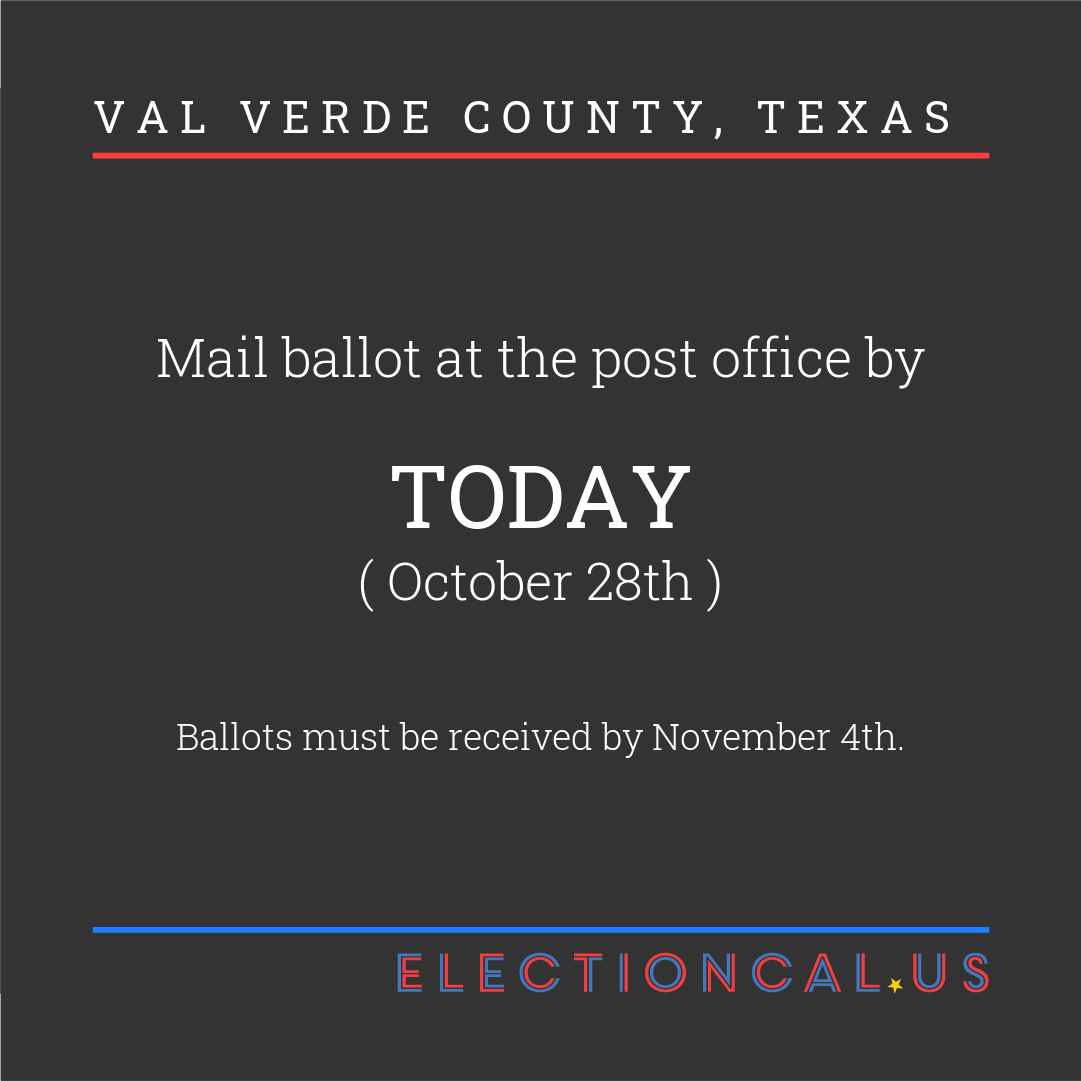 VAL VERDE COUNTY, TEXAS
Mail ballot at the post office by
TODAY
( October 28th )
Ballots must be received by November 4th.
ELECTIONCAL.US